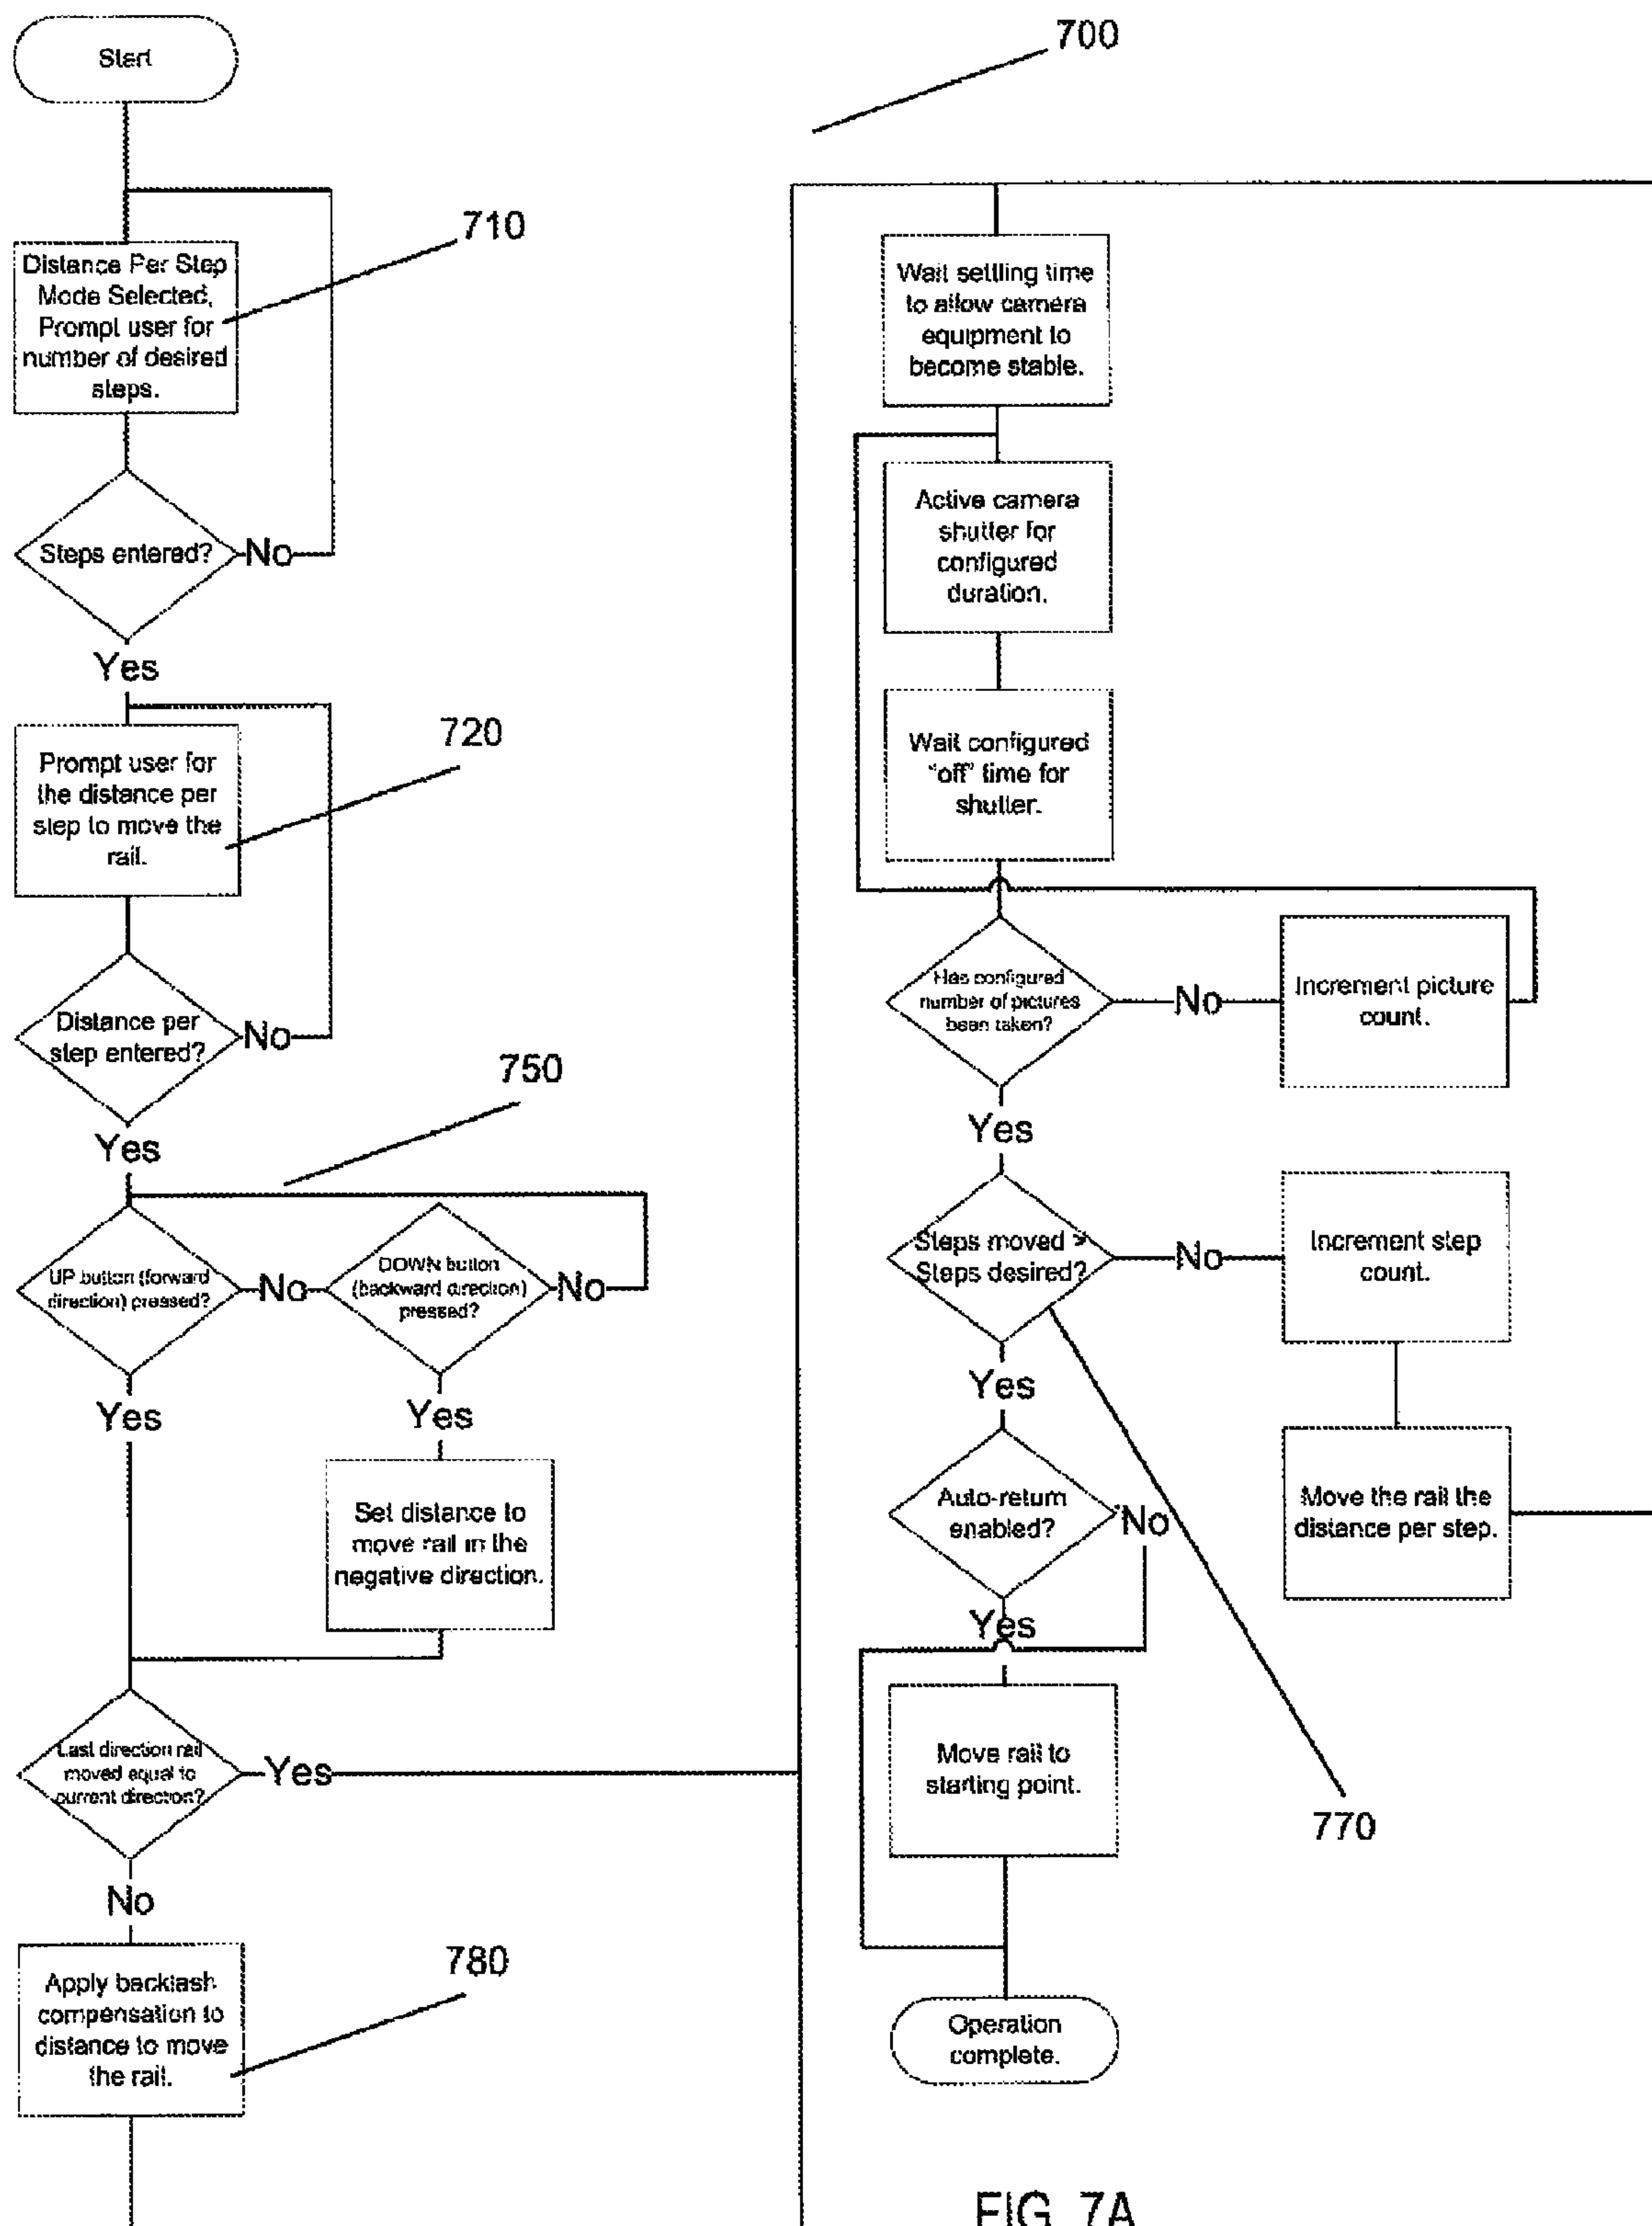 Start
710
Distance Per Step
Mode Selected,
Prompt user for
number of desired
steps.
Steps entered?
No
Yes
720
Prompt user for
the distance per
step to move the
rail.
Distance per
step entered?
No
Yes
750
UP button (forward
direction) pressed?
No
DOWN button
(backward direction)
pressed?
No
Yes
Yes
Set distance to
move rail in the
negative direction.
Last direction rail
moved equal to
current direction?
Yes
No
780
Apply backlash
compensation to
distance to move
the rail.
700
Wait settling time
to allow camera
equipment to
become stable.
Active camera
shutter for
configured
duration.
Wait configured
"off" time for
shutter.
Has configured
number of pictures
been taken?
No
Increment picture
count.
Yes
Steps moved >
Steps desired?
No
Increment step
count.
Yes
Move the rail the
distance per step.
Auto-return
enabled?
No
Yes
Move rail to
starting point.
770
Operation
complete.
FIG. 7A